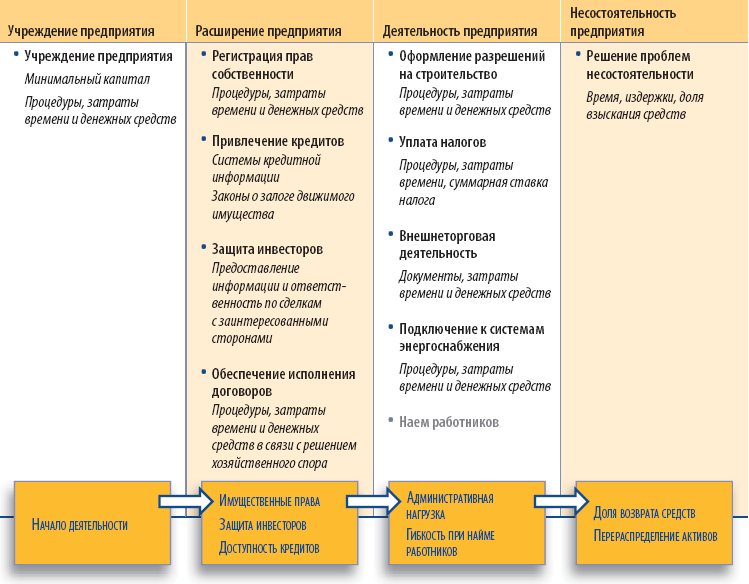 Учреждение предприятия
• Учреждение предприятия
Минимальный капитал
Процедуры, затраты
времени и денежных средств
Начало деятельности
Расширение предприятия
• Регистрация прав
собственности
Процедуры, затраты
времени и денежных средств
• Привлечение кредитов
Системы кредитной
информации
Законы о залоге движимого
имущества
• Защита инвесторов
Предоставление
информации и ответст-
венность по сделкам
с заинтересованными
сторонами
• Обеспечение исполнения
договоров
Процедуры, затраты
времени и денежных
средств в связи с решением
хозяйственного спора
Имущественные права
Защита инвесторов
Доступность кредитов
Деятельность предприятия
• Оформление разрешений
на строительство
Процедуры, затраты
времени и денежных средств
• Уплата налогов
Процедуры, затраты
времени, суммарная ставка
налога
• Внешнеторговая
деятельность
Документы, затраты
времени и денежных средств
• Подключение к системам
энергоснабжения
Процедуры, затраты
времени и денежных средств
• Наем работников
Административная
нагрузка
Гибкость при найме
работников
Несостоятельность
предприятия
• Решение проблем
несостоятельности
Время, издержки, доля
взыскания средств
Доля возврата средств
Перераспределение активов